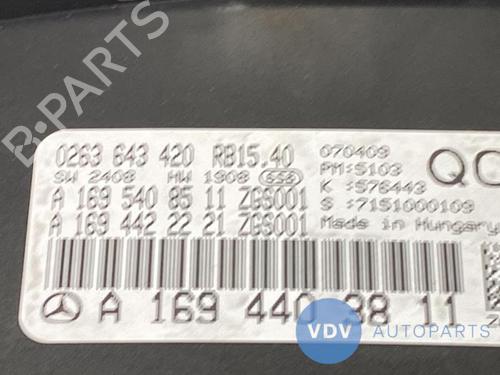 B-PARTS
0263 643 420 RB15.40
070409
QC
SW 2408 HW 1908
PM:5103
A 169 540 85 11 ZGS001
K :576443
A 169 442 22 21 ZGS001
S :7151000109
Made in Hungary
A 169 440 38 11
VDV AUTOPARTS